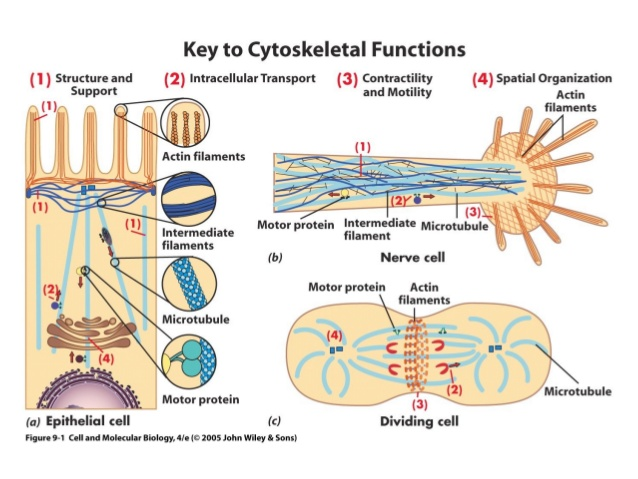 Key to Cytoskeletal Functions
(1) Structure and
Support
(2) Intracellular Transport
(3) Contractility
and Motility
(4) Spatial Organization
(1)
Actin filaments
(1)
(1)
Intermediate
filaments
Microtubule
(2)
(4)
Motor protein
(a) Epithelial cell
Actin
filaments
(1)
(2)
(3)
Motor protein
Intermediate
filament
Microtubule
(b)
Nerve cell
Motor protein
Actin
filaments
(4)
(2)
(3)
Microtubule
(c)
Dividing cell
Figure 9-1 Cell and Molecular Biology, 4/e (© 2005 John Wiley & Sons)